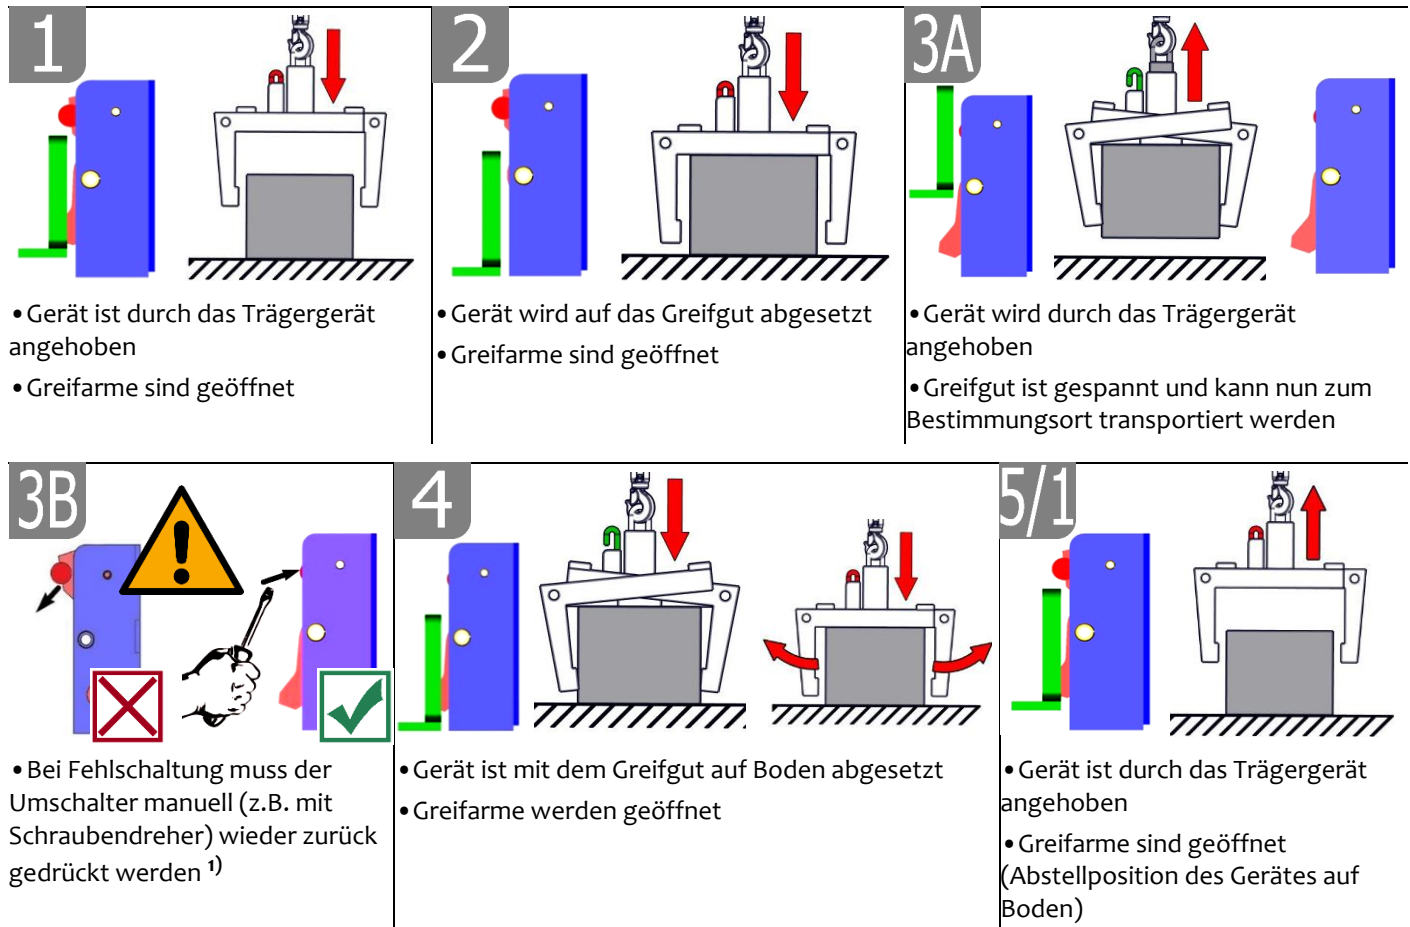 1
• Gerät ist durch das Trägergerät
angehoben
• Greifarme sind geöffnet
2
• Gerät wird auf das Greifgut abgesetzt
• Greifarme sind geöffnet
3A
• Gerät wird durch das Trägergerät
angehoben
• Greifgut ist gespannt und kann nun zum
Bestimmungsort transportiert werden
3B
• Bei Fehlschaltung muss der
Umschalter manuell (z.B. mit
Schraubendreher) wieder zurück
gedrückt werden ¹⁾
4
• Gerät ist mit dem Greifgut auf Boden abgesetzt
• Greifarme werden geöffnet
5/1
• Gerät ist durch das Trägergerät
angehoben
• Greifarme sind geöffnet
(Abstellposition des Gerätes auf
Boden)